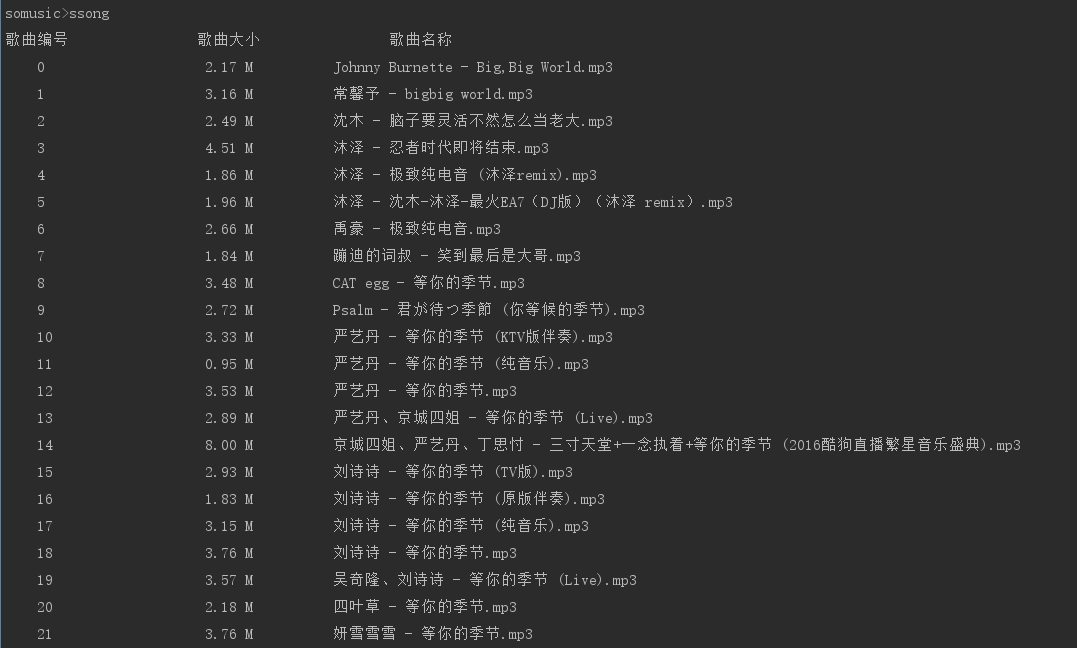 somusic>ssong
歌曲编号 歌曲大小 歌曲名称
0 2.17 M Johnny Burnette - Big,Big World.mp3
1 3.16 M 常馨予 - bigbig world.mp3
2 2.49 M 沈木 - 脑子要灵活不然怎么当老大.mp3
3 4.51 M 沐泽 - 忍者时代即将结束.mp3
4 1.86 M 沐泽 - 极致纯电音 (沐泽remix).mp3
5 1.96 M 沐泽 - 沈木-沐泽-最火EA7（DJ版）（沐泽 remix）.mp3
6 2.66 M 禹豪 - 极致纯电音.mp3
7 1.84 M 蹦迪的词叔 - 笑到最后是大哥.mp3
8 3.48 M CAT egg - 等你的季节.mp3
9 2.72 M Psalm - 君が待つ季節 (你等候的季节).mp3
10 3.33 M 严艺丹 - 等你的季节 (KTV版伴奏).mp3
11 0.95 M 严艺丹 - 等你的季节 (纯音乐).mp3
12 3.53 M 严艺丹 - 等你的季节.mp3
13 2.89 M 严艺丹、京城四姐 - 等你的季节 (Live).mp3
14 8.00 M 京城四姐、严艺丹、丁思忖 - 三寸天堂+一念执着+等你的季节 (2016酷狗直播繁星音乐盛典).mp3
15 2.93 M 刘诗诗 - 等你的季节 (TV版).mp3
16 1.83 M 刘诗诗 - 等你的季节 (原版伴奏).mp3
17 3.15 M 刘诗诗 - 等你的季节 (纯音乐).mp3
18 3.76 M 刘诗诗 - 等你的季节.mp3
19 3.57 M 吴奇隆、刘诗诗 - 等你的季节 (Live).mp3
20 2.18 M 四叶草 - 等你的季节.mp3
21 3.76 M 妍雪雪雪 - 等你的季节.mp3